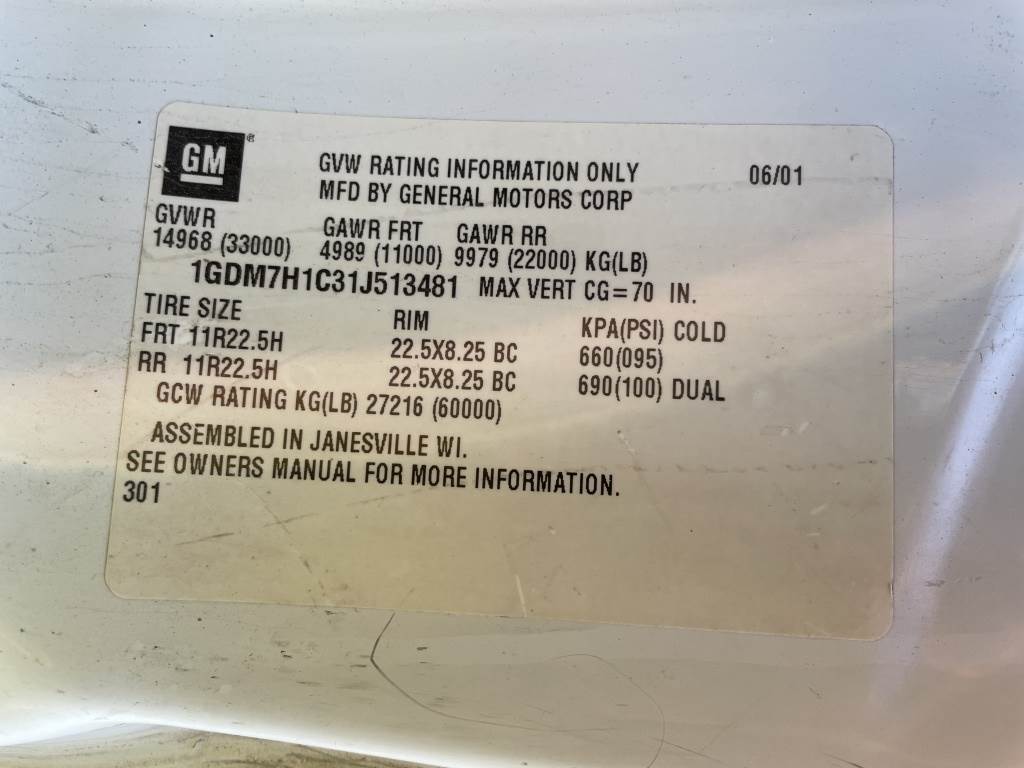 GM ®
GVW RATING INFORMATION ONLY 06/01
MFD BY GENERAL MOTORS CORP
GVWR GAWR FRT GAWR RR
14968 (33000) 4989 (11000) 9979 (22000) KG(LB)
1GDM7H1C31J513481 MAX VERT CG=70 IN.
TIRE SIZE RIM KPA(PSI) COLD
FRT 11R22.5H 22.5X8.25 BC 660(095)
RR 11R22.5H 22.5X8.25 BC 690(100) DUAL
GCW RATING KG(LB) 27216 (60000)
ASSEMBLED IN JANESVILLE WI.
SEE OWNERS MANUAL FOR MORE INFORMATION.
301